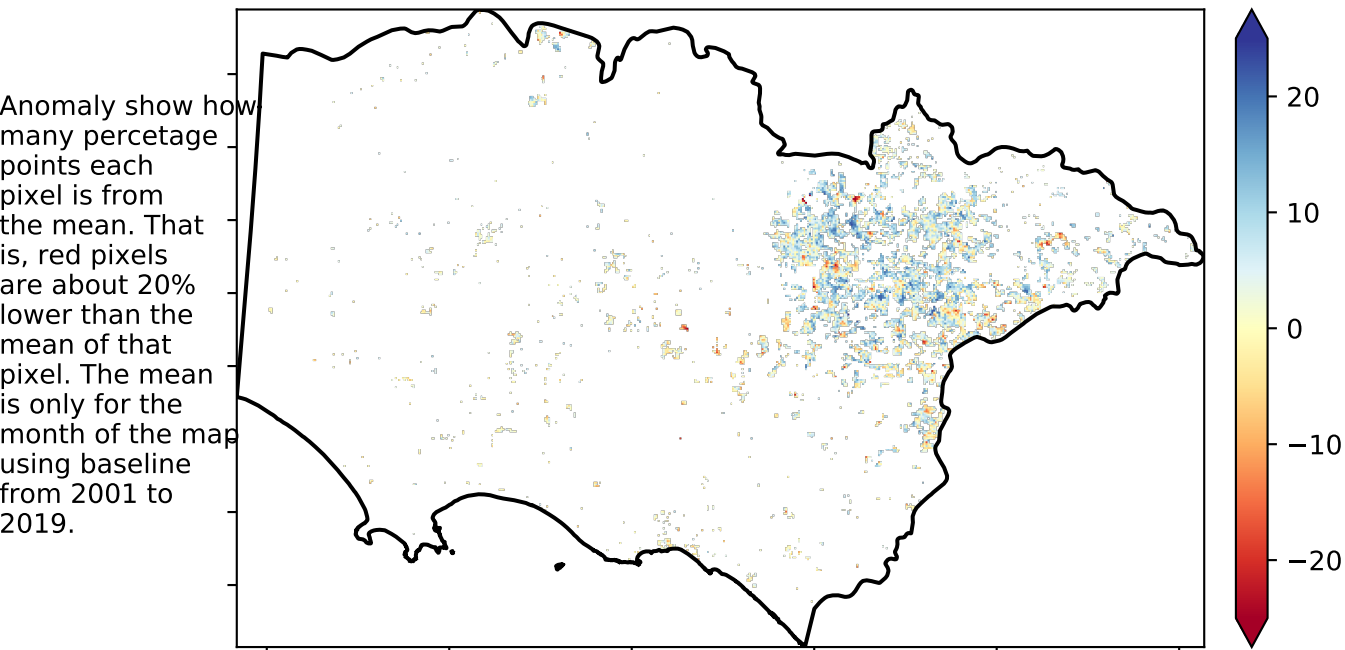 Anomaly show how
many percetage
points each
pixel is from
the mean. That
is, red pixels
are about 20%
lower than the
mean of that
pixel. The mean
is only for the
month of the map
using baseline
from 2001 to
2019.
20
10
0
−10
−20